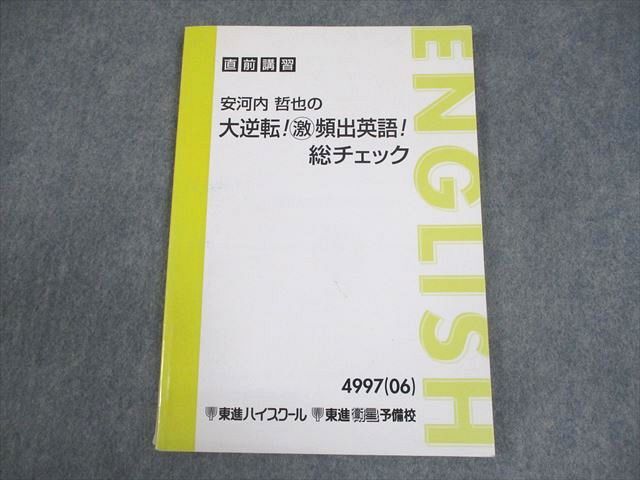 直前講習
安河内 哲也の
大逆転!㊙激頻出英語!
総チェック
ENGLISH
4997(06)
東進ハイスクール 東進衛星予備校